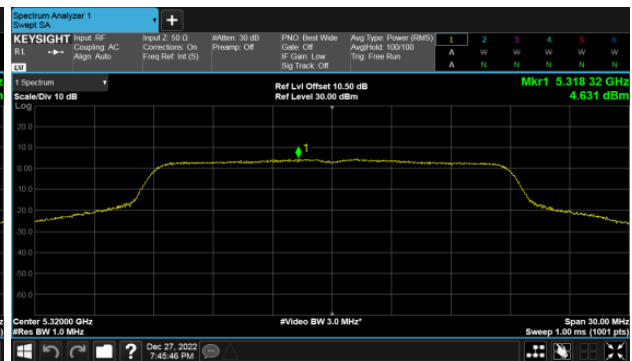 Spectrum Analyzer 1
Swept SA
+
KEYSIGHT Input: RF Input Z: 50 Ω #Atten: 30 dB PNO: Best Wide Avg Type: Power (RMS) 1 2 3 4 5 6
RL Coupling: AC Corrections: On Preamp: Off Gate: Off Avg|Hold: 100/100 A W W W W W
Align: Auto Freq Ref: Int (S) IF Gain: Low Trig: Free Run
Sig Track: Off A N N N N N
LXI
1 Spectrum Ref Lvl Offset 10.50 dB Mkr1 5.318 32 GHz
Scale/Div 10 dB Ref Level 30.00 dBm 4.631 dBm
Log
20.0
1
10.0
0.00
-10.0
-20.0
-30.0
-40.0
-50.0
-60.0
Center 5.32000 GHz #Video BW 3.0 MHz* Span 30.00 MHz
#Res BW 1.0 MHz Sweep 1.00 ms (1001 pts)
? Dec 27, 2022
7:45:46 PM